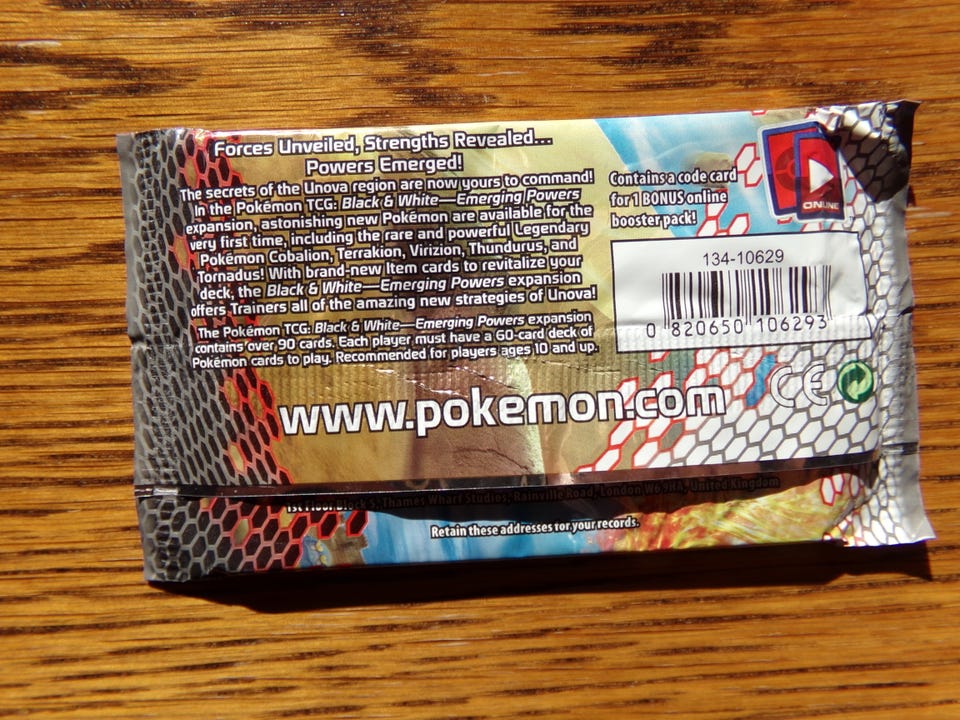 Forces Unveiled, Strengths Revealed...
Powers Emerged!
The secrets of the Unova region are now yours to command!
In the Pokémon TCG: Black & White—Emerging Powers
expansion, astonishing new Pokémon are available for the
very first time, including the rare and powerful Legendary
Pokémon Cobalion, Terrakion, Virizion, Thundurus, and
Tornadus! With brand-new Item cards to revitalize your
deck, the Black & White—Emerging Powers expansion
offers Trainers all of the amazing new strategies of Unova!
The Pokémon TCG: Black & White—Emerging Powers expansion
contains over 90 cards. Each player must have a 60-card deck of
Pokémon cards to play. Recommended for players ages 10 and up.
Contains a code card
for 1 BONUS online
booster pack!
ONLINE
134-10629
0 820650 106293
www.pokemon.com
CE
1st Floor Block 5, Thames Wharf Studios, Rainville Road, London W6 9HA, United Kingdom
Retain these addresses for your records.